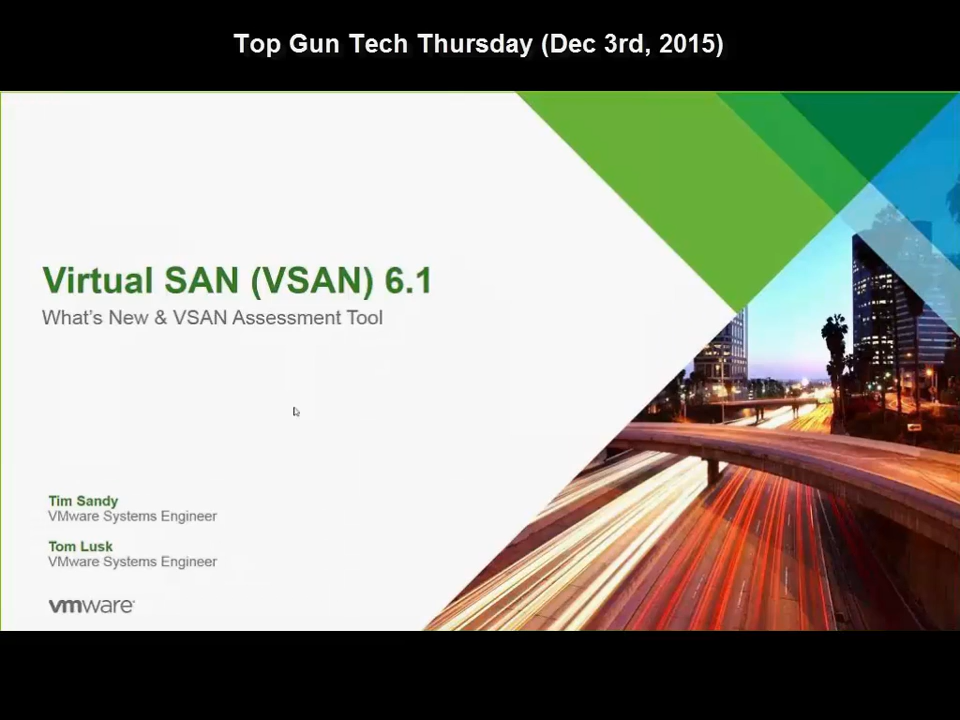 Top Gun Tech Thursday (Dec 3rd, 2015)
Virtual SAN (VSAN) 6.1
What's New & VSAN Assessment Tool
Tim Sandy
VMware Systems Engineer
Tom Lusk
VMware Systems Engineer
vmware